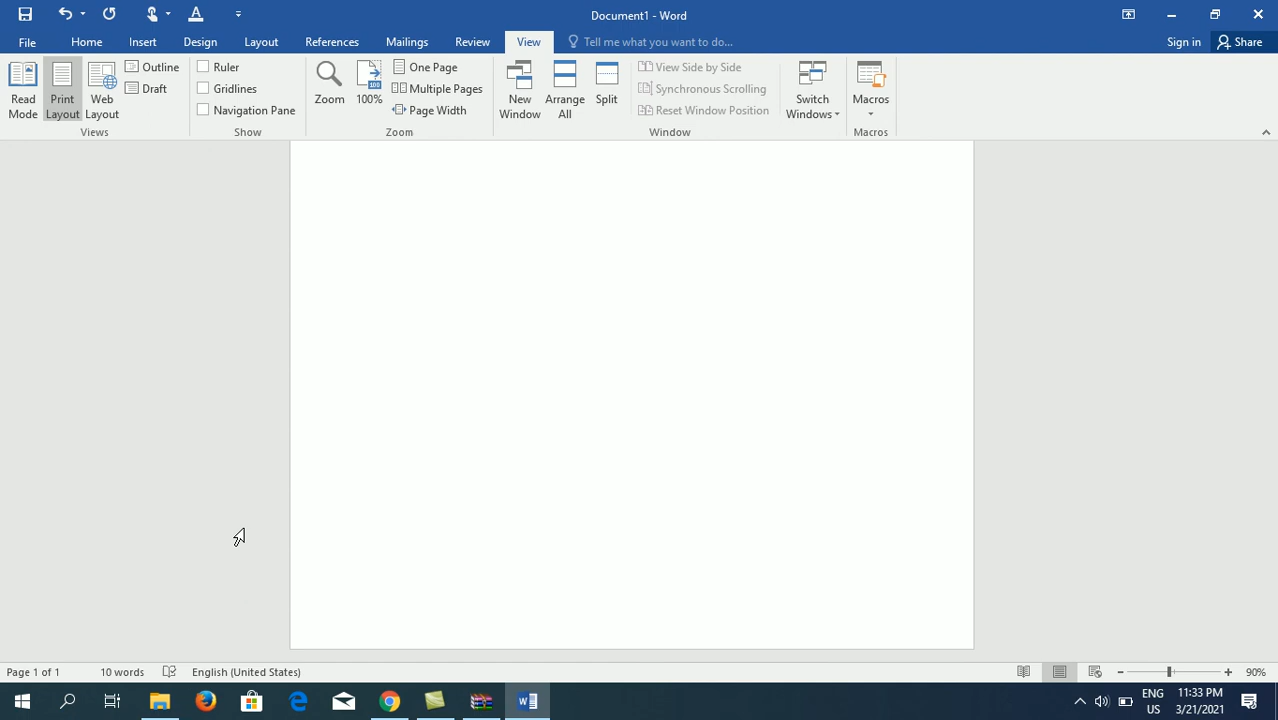 Document1 - Word
File Home Insert Design Layout References Mailings Review View Tell me what you want to do... Sign in Share
Read Mode
Print Layout
Web Layout
Outline
Draft
Views
Ruler
Gridlines
Navigation Pane
Show
Zoom
100%
One Page
Multiple Pages
Page Width
Zoom
New Window
Arrange All
Split
View Side by Side
Synchronous Scrolling
Reset Window Position
Window
Switch Windows
Macros
Macros
Page 1 of 1 10 words English (United States) 90%
ENG US
11:33 PM
3/21/2021